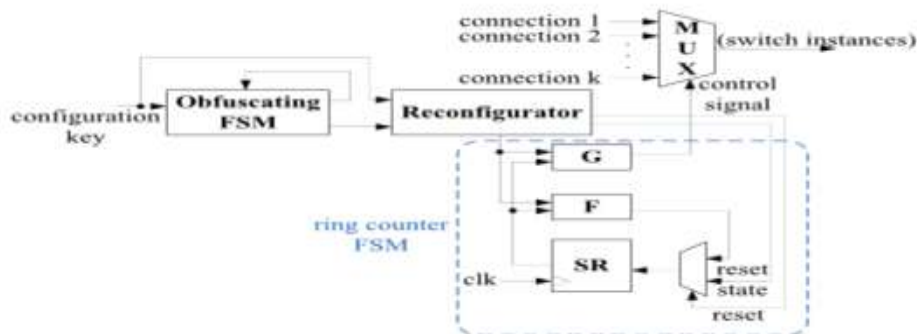 connection 1
connection 2
connection k
MUX
(switch instances)
control
signal
configuration
key
Obfuscating
FSM
Reconfigurator
G
F
ring counter
FSM
SR
clk
reset
state
reset